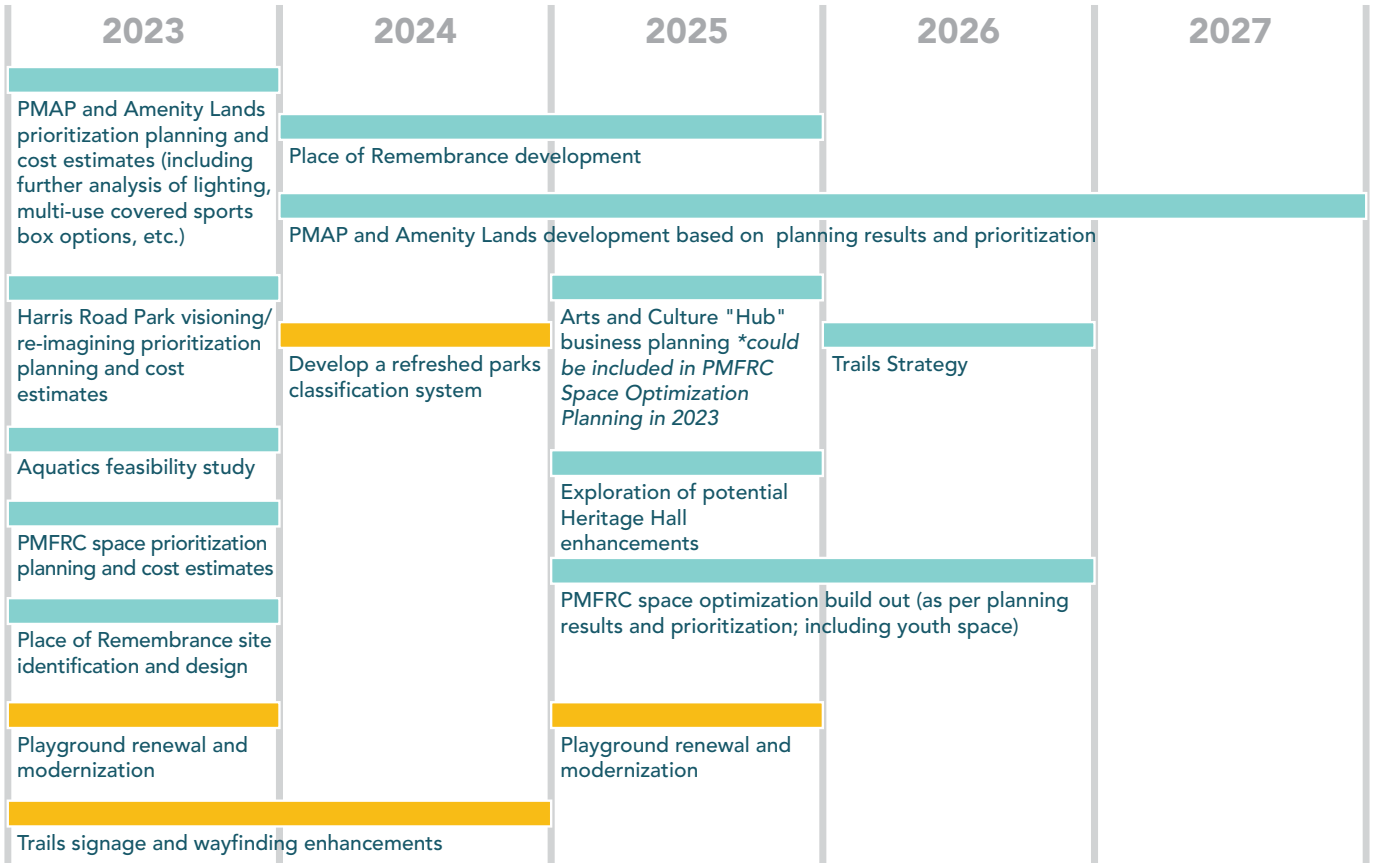 2023
2024
2025
2026
2027
PMAP and Amenity Lands
prioritization planning and
cost estimates (including
further analysis of lighting,
multi-use covered sports
box options, etc.)
Harris Road Park visioning/
re-imagining prioritization
planning and cost
estimates
Aquatics feasibility study
PMFRC space prioritization
planning and cost estimates
Place of Remembrance site
identification and design
Playground renewal and
modernization
Trails signage and wayfinding enhancements
Place of Remembrance development
PMAP and Amenity Lands development based on  planning results and prioritization
Develop a refreshed parks
classification system
Arts and Culture "Hub"
business planning *could
be included in PMFRC
Space Optimization
Planning in 2023
Exploration of potential
Heritage Hall
enhancements
PMFRC space optimization build out (as per planning
results and prioritization; including youth space)
Playground renewal and
modernization
Trails Strategy